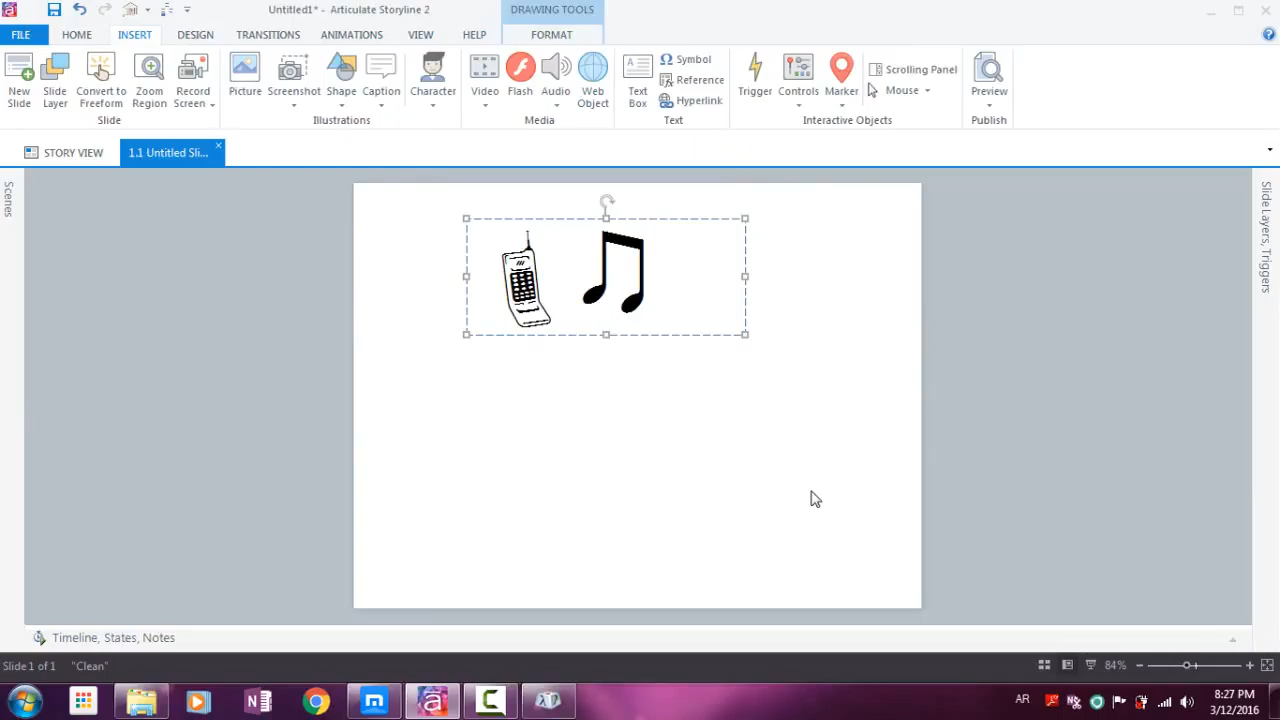 Untitled1* - Articulate Storyline 2
DRAWING TOOLS
FILE HOME INSERT DESIGN TRANSITIONS ANIMATIONS VIEW HELP FORMAT
New Slide
Slide Layer
Convert to Freeform
Zoom Region
Record Screen
Slide
Picture
Screenshot
Shape
Caption
Illustrations
Character
Video
Flash
Audio
Web Object
Media
Text Box
Symbol
Reference
Hyperlink
Text
Trigger
Controls
Marker
Scrolling Panel
Mouse
Interactive Objects
Preview
Publish
STORY VIEW
1.1 Untitled Sli...
Scenes
Slide Layers, Triggers
Timeline, States, Notes
Slide 1 of 1 "Clean"
84%
AR
8:27 PM
3/12/2016